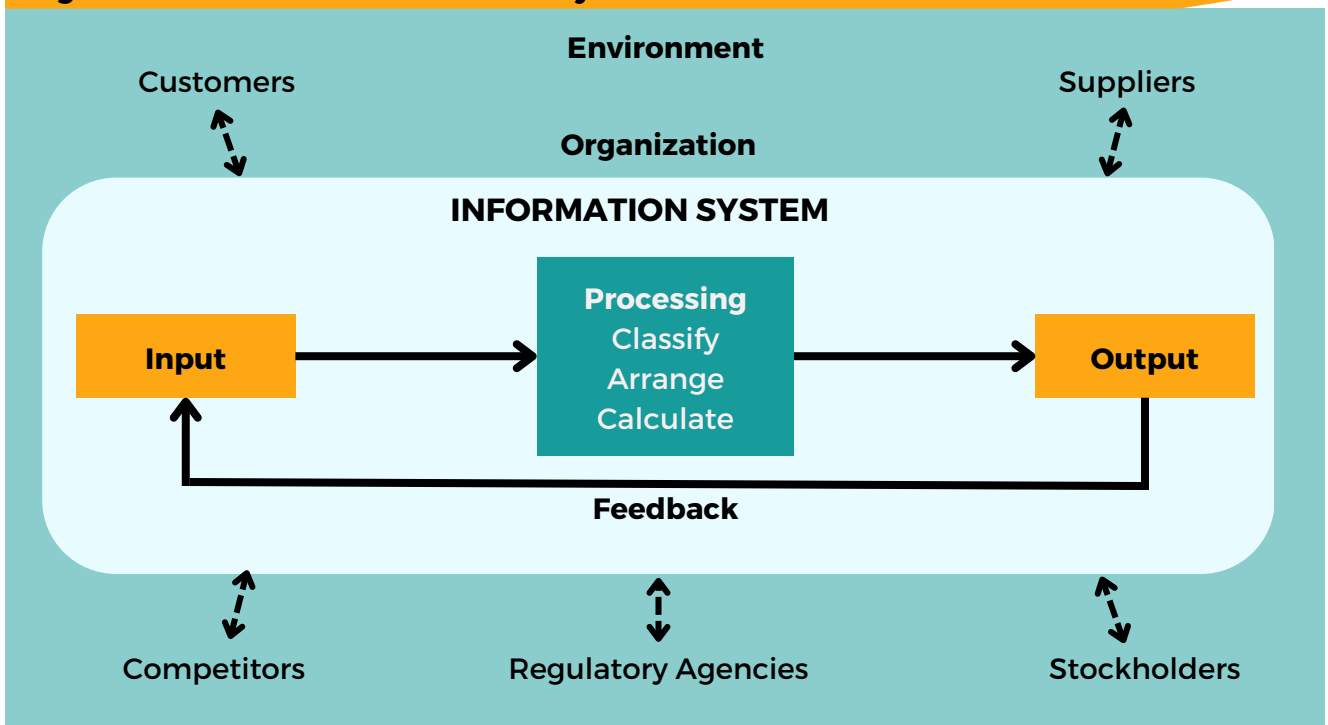 Environment
Customers
Suppliers
Organization
INFORMATION SYSTEM
Input
Processing
Classify
Arrange
Calculate
Output
Feedback
Competitors
Regulatory Agencies
Stockholders